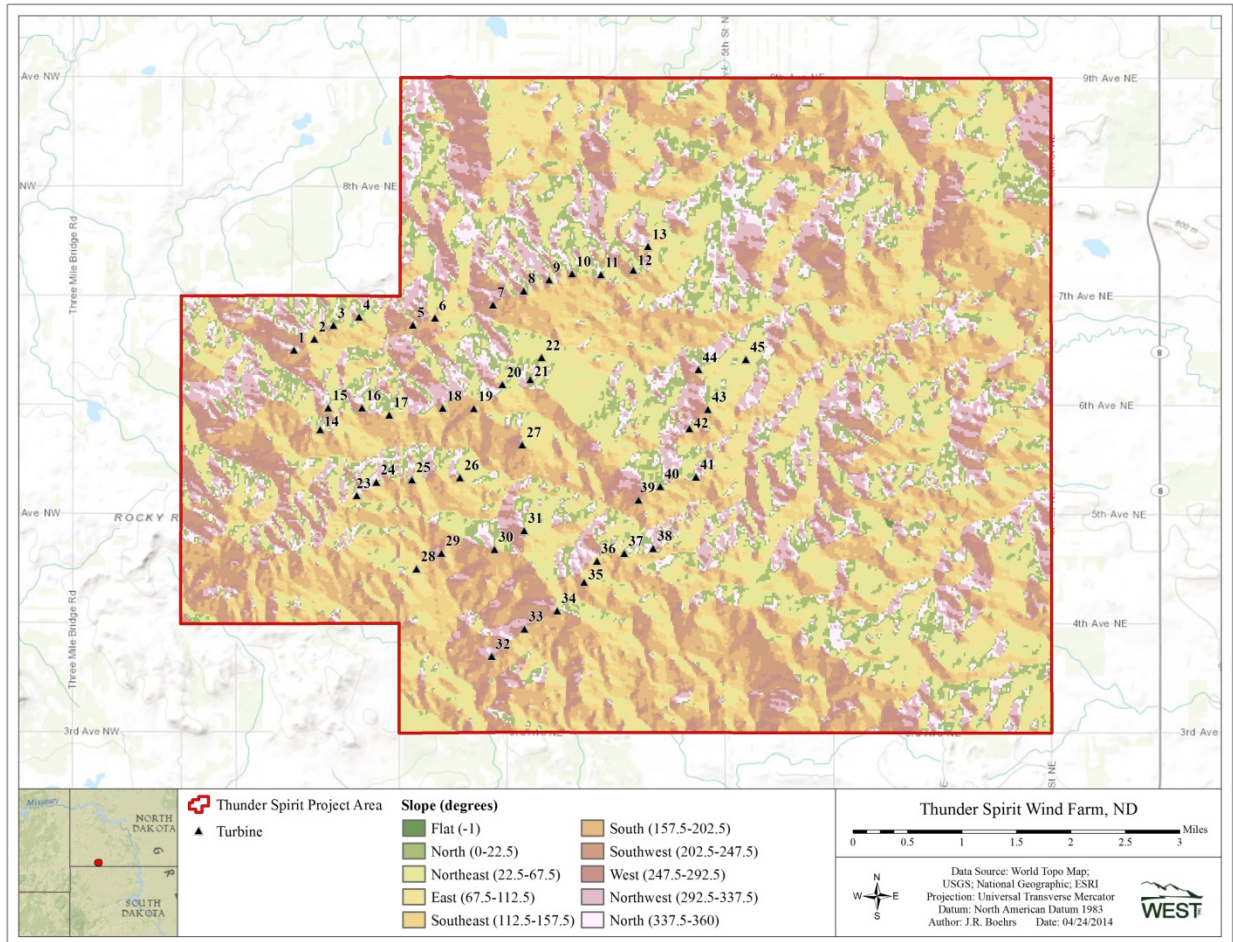 5th St N
Ave NW
9th Ave NE
NW
8th Ave NE
Three Mile Bridge Rd
13
12
11
10
9
8
7
7th Ave NE
6
5
4
3
2
1
8
22
21
20
45
44
43
42
6th Ave NE
15
16
17
18
19
14
27
26
25
24
23
41
40
39
8
Ave NW
ROCKY R
5th Ave NE
31
30
29
28
38
37
36
35
34
33
32
4th Ave NE
Three Mile Bridge Rd
3rd Ave NW
3rd Ave
St NE
Missouri
NORTH DAKOTA
SOUTH DAKOTA
G
R
Thunder Spirit Project Area
Turbine
Slope (degrees)
Flat (-1)
North (0-22.5)
Northeast (22.5-67.5)
East (67.5-112.5)
Southeast (112.5-157.5)
South (157.5-202.5)
Southwest (202.5-247.5)
West (247.5-292.5)
Northwest (292.5-337.5)
North (337.5-360)
Thunder Spirit Wind Farm, ND
Miles
0 0.5 1 1.5 2 2.5 3
N
W E
S
Data Source: World Topo Map;
USGS; National Geographic; ESRI
Projection: Universal Transverse Mercator
Datum: North American Datum 1983
Author: J.R. Boehrs Date: 04/24/2014
WEST